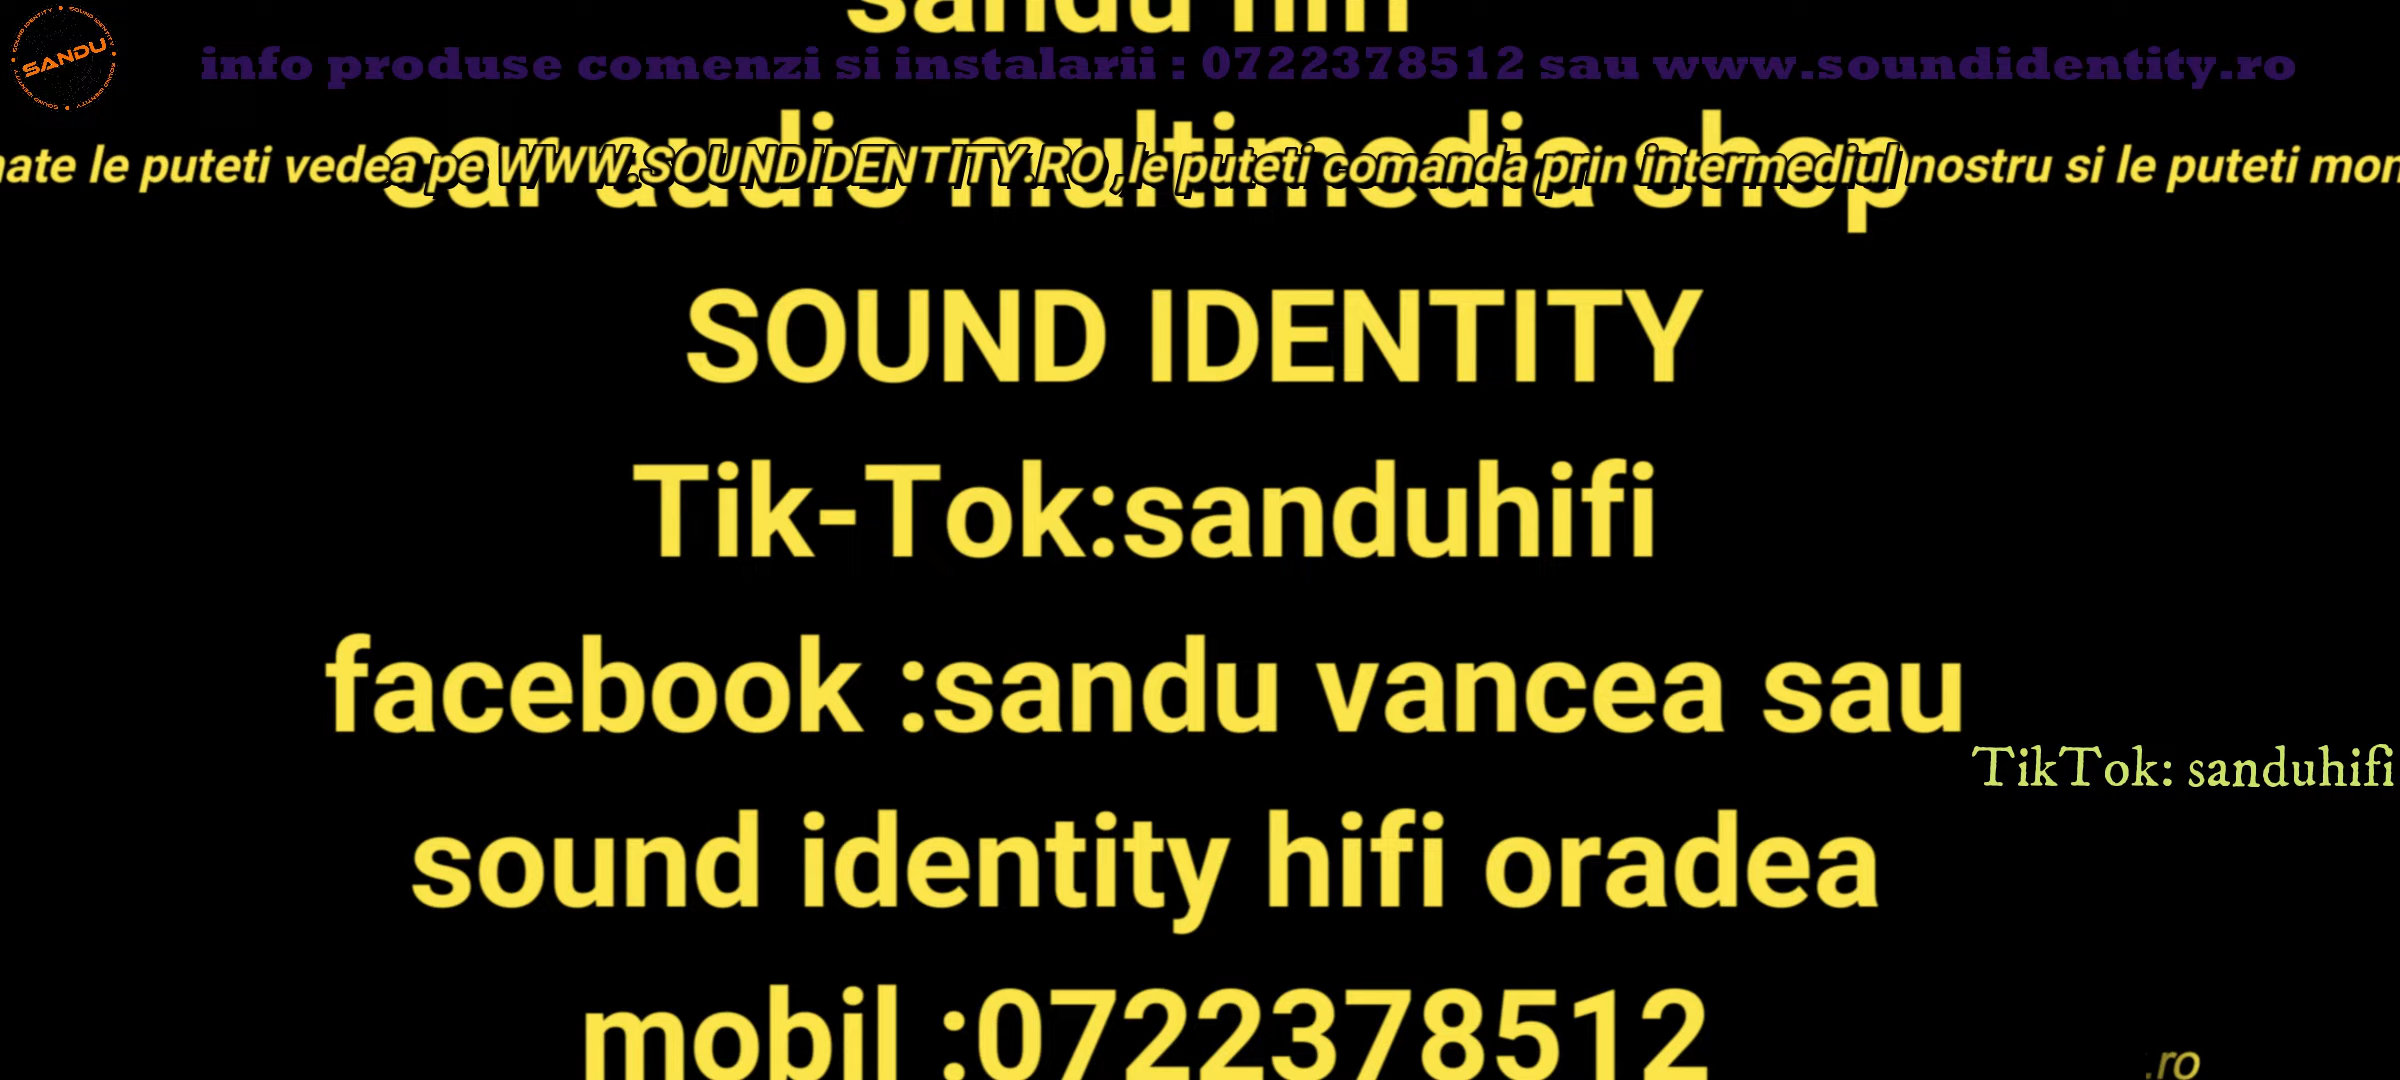 sandu hifi
SANDU
info produse comenzi si instalarii : 0722378512 sau www.soundidentity.ro
car audio multimedia shop
le puteti vedea pe WWW.SOUNDIDENTITY.RO , le puteti comanda prin intermediul nostru si le puteti
SOUND IDENTITY
Tik-Tok:sanduhifi
facebook :sandu vancea sau
TikTok: sanduhifi
sound identity hifi oradea
mobil :0722378512
.ro